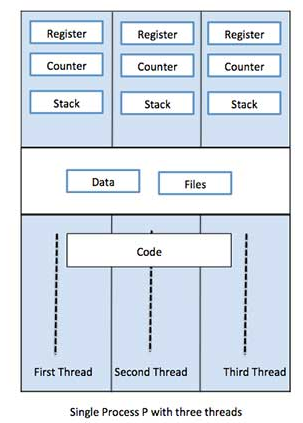 Register Register Register
Counter Counter Counter
Stack Stack Stack
Data Files
Code
First Thread Second Thread Third Thread
Single Process P with three threads